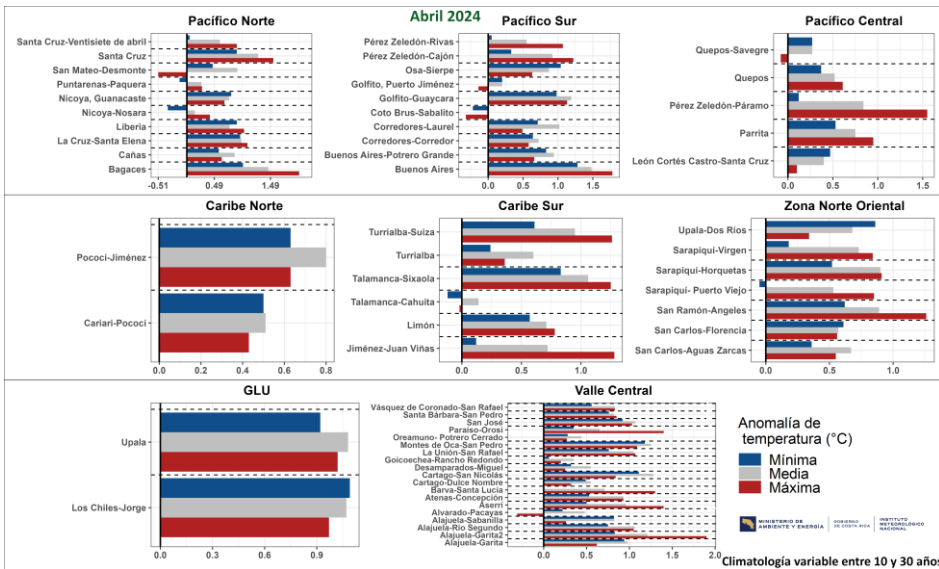 Abril 2024
Pacífico Norte
Santa Cruz-Ventisiete de abril
Santa Cruz
San Mateo-Desmonte
Puntarenas-Paquera
Nicoya, Guanacaste
Nicoya-Nosara
Liberia
La Cruz-Santa Elena
Cañas
Bagaces
-0.51 0.49 1.49
Pacífico Sur
Pérez Zeledón-Rivas
Pérez Zeledón-Cajón
Osa-Sierpe
Golfito, Puerto Jiménez
Golfito-Guaycara
Coto Brus-Sabalito
Corredores-Laurel
Corredores-Corredor
Buenos Aires-Potrero Grande
Buenos Aires
0.0 0.5 1.0 1.5
Pacífico Central
Quepos-Savegre
Quepos
Pérez Zeledón-Páramo
Parrita
León Cortés Castro-Santa Cruz
0.0 0.5 1.0 1.5
Caribe Norte
Pococí-Jiménez
Cariari-Pococí
0.0 0.2 0.4 0.6 0.8
Caribe Sur
Turrialba-Suiza
Turrialba
Talamanca-Sixaola
Talamanca-Cahuita
Limón
Jiménez-Juan Viñas
0.0 0.5 1.0
Zona Norte Oriental
Upala-Dos Ríos
Sarapiquí-Virgen
Sarapiquí-Horquetas
Sarapiquí- Puerto Viejo
San Ramón-Angeles
San Carlos-Florencia
San Carlos-Aguas Zarcas
0.0 0.5 1.0
GLU
Upala
Los Chiles-Jorge
0.0 0.3 0.6 0.9
Valle Central
Vásquez de Coronado-San Rafael
Santa Bárbara-San Pedro
San José
Paraíso-Orosi
Oreamuno- Potrero Cerrado
Montes de Oca-San Pedro
La Unión-San Rafael
Goicoechea-Rancho Redondo
Desamparados-Miguel
Cartago-San Nicolás
Cartago-Dulce Nombre
Barva-Santa Lucía
Atenas-Concepción
Aserrí
Alvarado-Pacayas
Alajuela-Sabanilla
Alajuela-Río Segundo
Alajuela-Garita2
Alajuela-Garita
0.0 0.5 1.0 1.5 2.0
Anomalía de
temperatura (°C)
Mínima
Media
Máxima
MINISTERIO DE
AMBIENTE Y ENERGÍA
GOBIERNO
DE COSTA RICA
INSTITUTO
METEOROLÓGICO
NACIONAL
Climatología variable entre 10 y 30 años